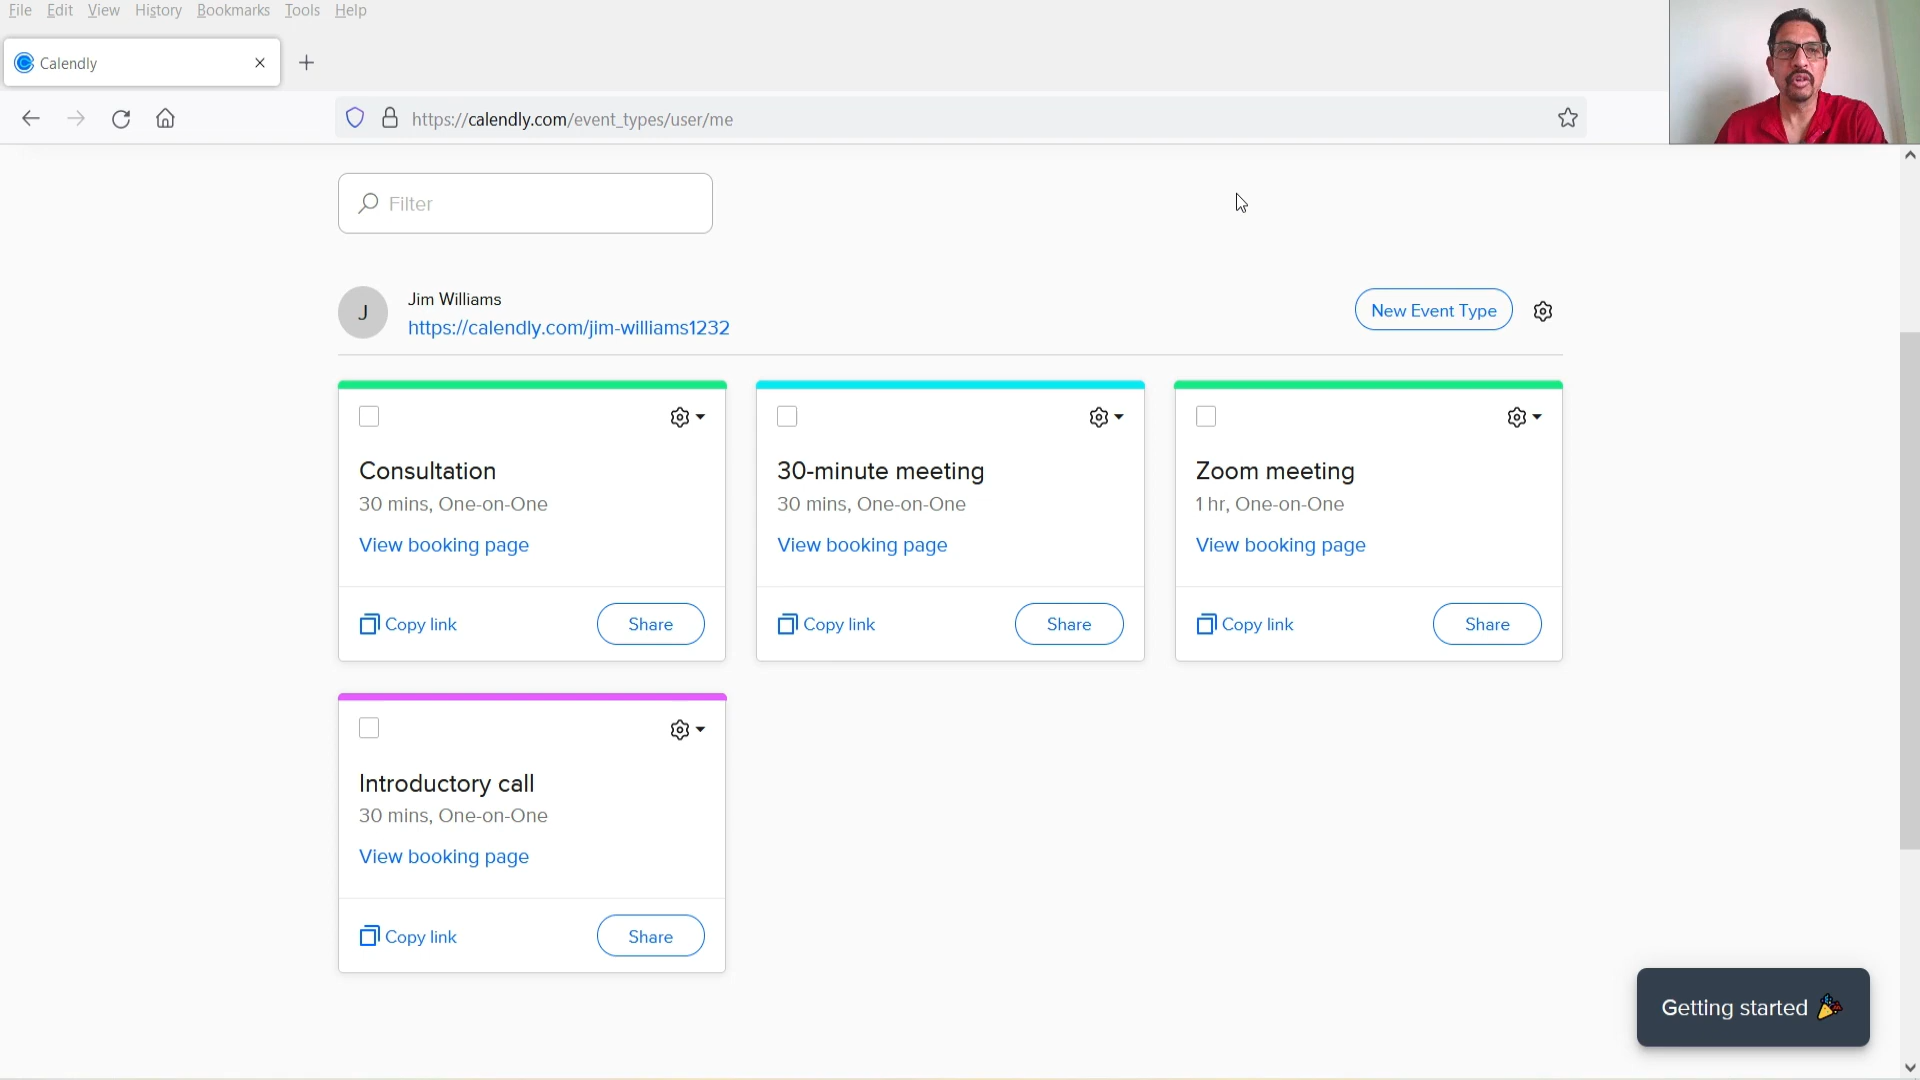 File Edit View History Bookmarks Tools Help
Calendly
https://calendly.com/event_types/user/me
Filter
J
Jim Williams
https://calendly.com/jim-williams1232
New Event Type
Consultation
30 mins, One-on-One
View booking page
Copy link
Share
30-minute meeting
30 mins, One-on-One
View booking page
Copy link
Share
Zoom meeting
1 hr, One-on-One
View booking page
Copy link
Share
Introductory call
30 mins, One-on-One
View booking page
Copy link
Share
Getting started